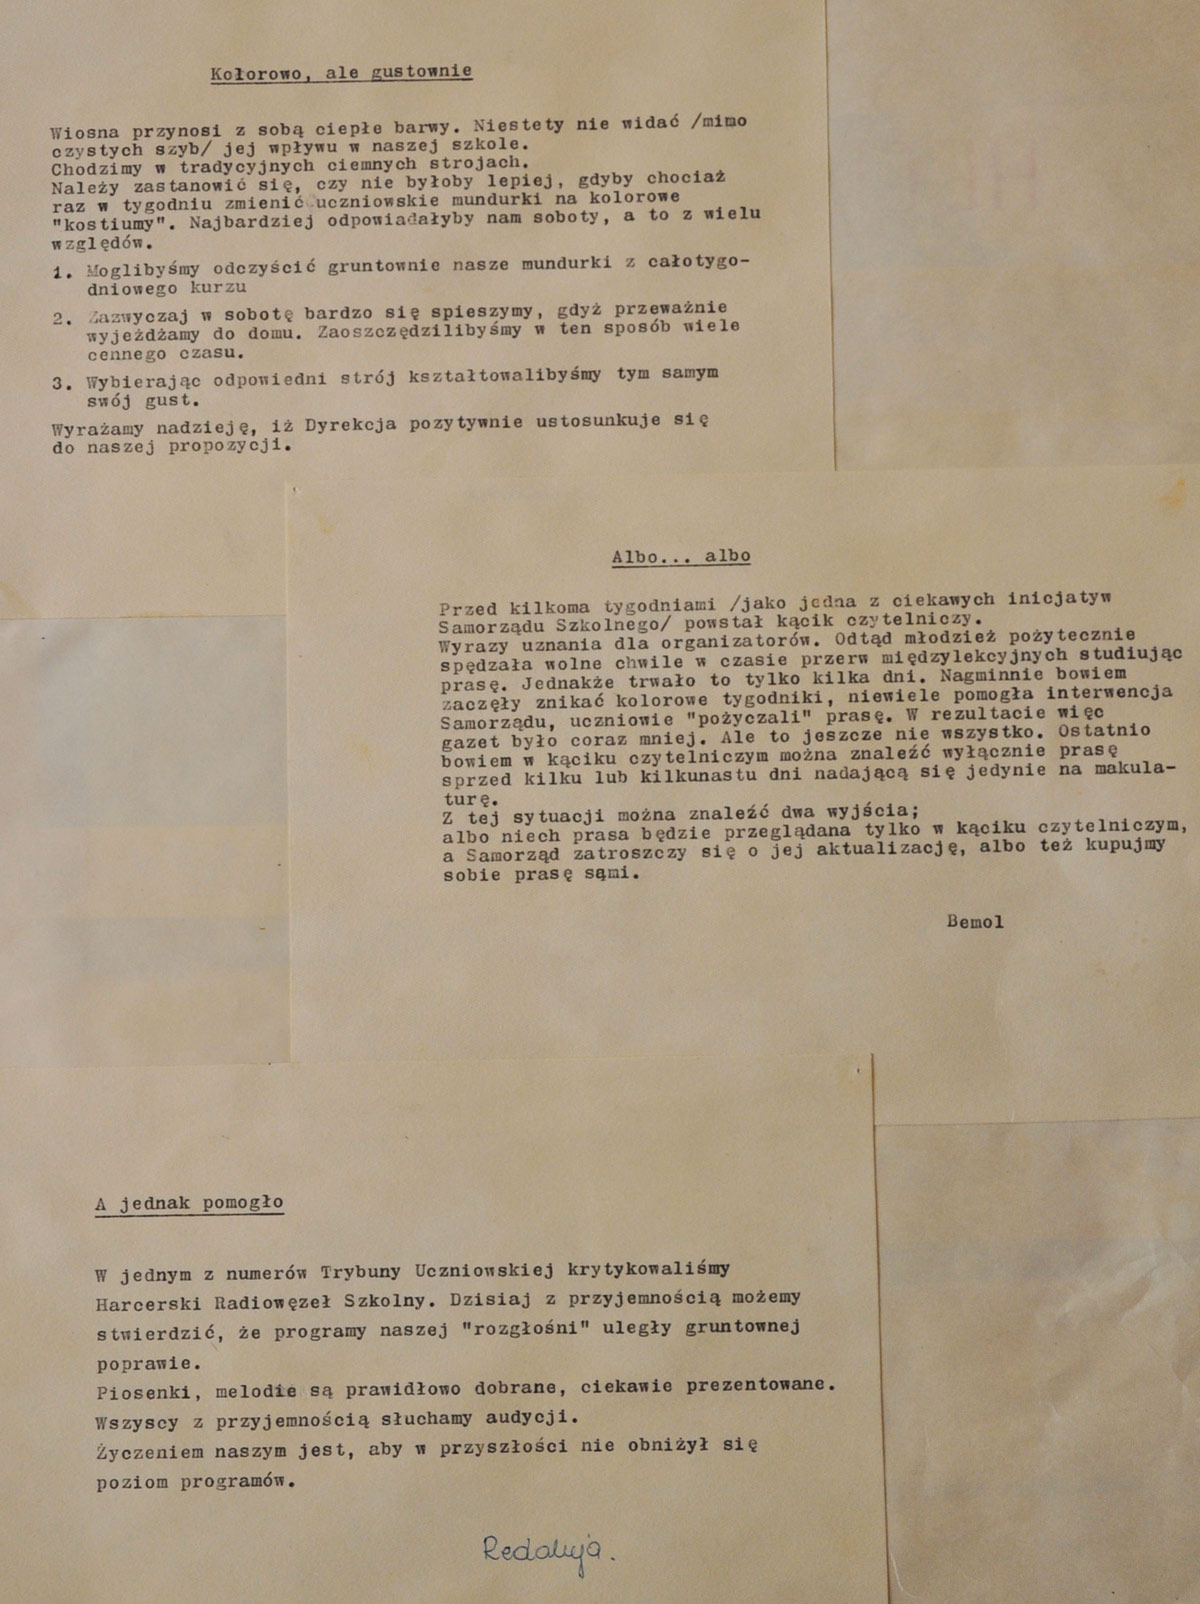 Kołorowo, ale gustownie
Wiosna przynosi z sobą ciepłe barwy. Niestety nie widać /mimo
czystych szyb/ jej wpływu w naszej szkole.
Chodzimy w tradycyjnych ciemnych strojach.
Należy zastanowić się, czy nie byłoby lepiej, gdyby chociaż
raz w tygodniu zmienić uczniowskie mundurki na kolorowe
"kostiumy". Najbardziej odpowiadałyby nam soboty, a to z wielu
względów.
1. Moglibyśmy odczyścić gruntownie nasze mundurki z całotygo-
dniowego kurzu
2. Zazwyczaj w sobotę bardzo się spieszymy, gdyż przeważnie
wyjeżdżamy do domu. Zaoszczędzilibyśmy w ten sposób wiele
cennego czasu.
3. Wybierając odpowiedni strój kształtowalibyśmy tym samym
swój gust.
Wyrażamy nadzieję, iż Dyrekcja pozytywnie ustosunkuje się
do naszej propozycji.
Albo... albo
Przed kilkoma tygodniami /jako jedna z ciekawych inicjatyw
Samorządu Szkolnego/ powstał kącik czytelniczy.
Wyrazy uznania dla organizatorów. Odtąd młodzież pożytecznie
spędzała wolne chwile w czasie przerw międzylekcyjnych studiując
prasę. Jednakże trwało to tylko kilka dni. Nagminnie bowiem
zaczęły znikać kolorowe tygodniki, niewiele pomogła interwencja
Samorządu, uczniowie "pożyczali" prasę. W rezultacie więc
gazet było coraz mniej. Ale to jeszcze nie wszystko. Ostatnio
bowiem w kąciku czytelniczym można znaleźć wyłącznie prasę
sprzed kilku lub kilkunastu dni nadającą się jedynie na makula-
turę.
Z tej sytuacji można znaleźć dwa wyjścia;
albo niech prasa będzie przeglądana tylko w kąciku czytelniczym,
a Samorząd zatroszczy się o jej aktualizację, albo też kupujmy
sobie prasę sąmi.
Bemol
A jednak pomogło
W jednym z numerów Trybuny Uczniowskiej krytykowaliśmy
Harcerski Radiowęzeł Szkolny. Dzisiaj z przyjemnością możemy
stwierdzić, że programy naszej "rozgłośni" uległy gruntownej
poprawie.
Piosenki, melodie są prawidłowo dobrane, ciekawie prezentowane.
Wszyscy z przyjemnością słuchamy audycji.
Życzeniem naszym jest, aby w przyszłości nie obniżył się
poziom programów.
Redakcja.